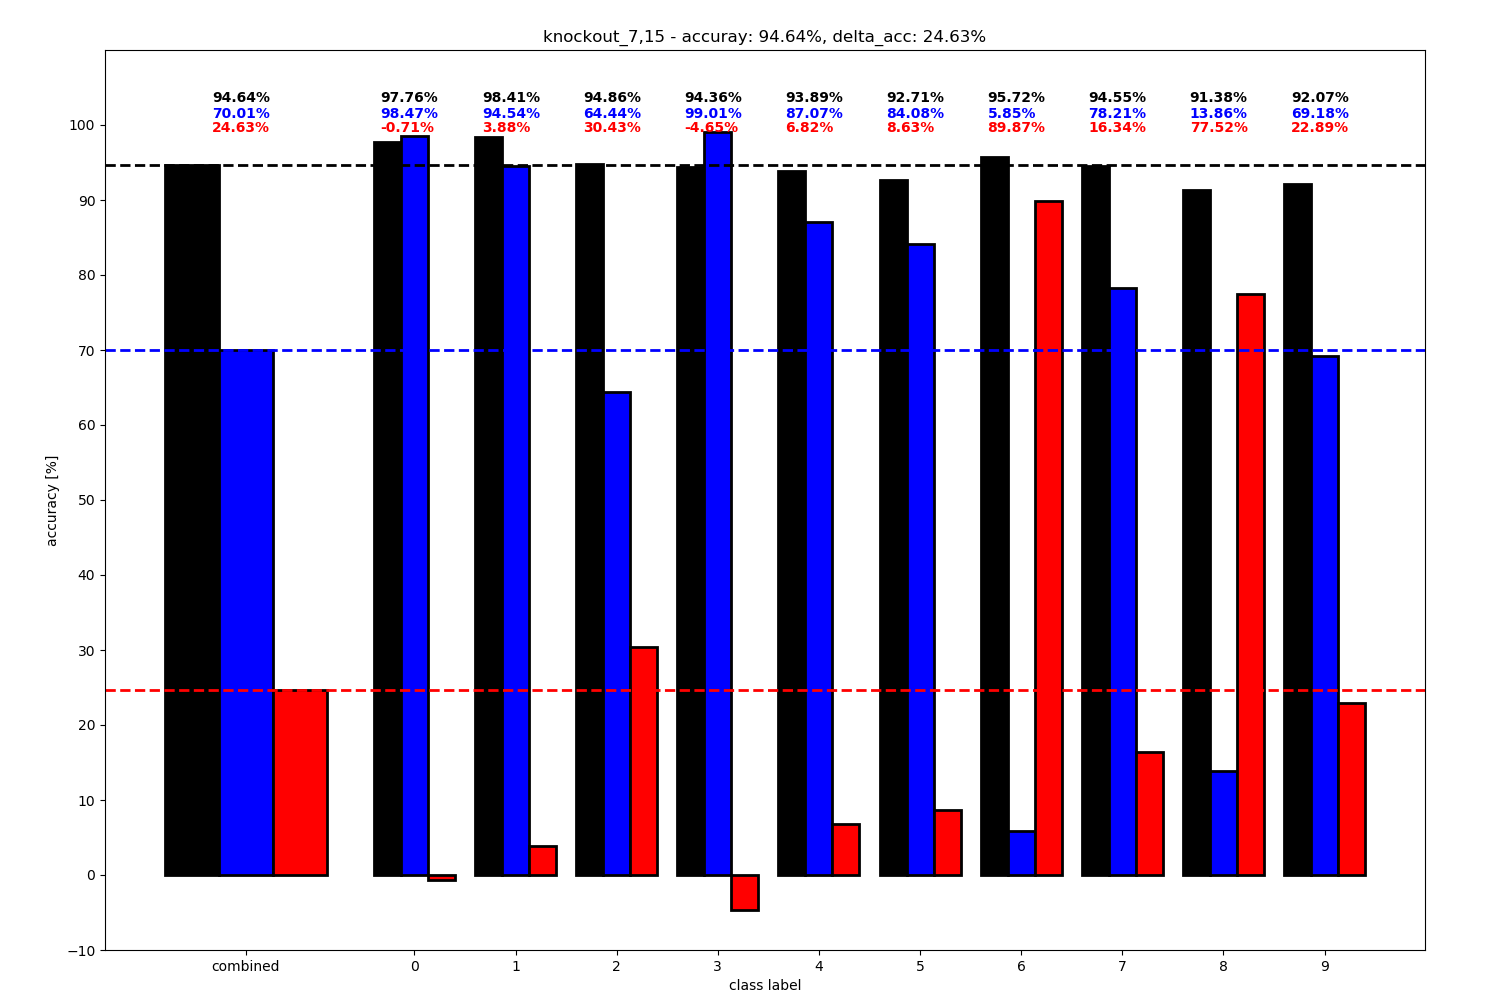 knockout_7,15 - accuray: 94.64%, delta_acc: 24.63%
94.64% 97.76% 98.41% 94.86% 94.36% 93.89% 92.71% 95.72% 94.55% 91.38% 92.07%
70.01% 98.47% 94.54% 64.44% 99.01% 87.07% 84.08% 5.85% 78.21% 13.86% 69.18%
24.63% -0.71% 3.88% 30.43% -4.65% 6.82% 8.63% 89.87% 16.34% 77.52% 22.89%
100
90
80
70
60
50
40
30
20
10
0
−10
accuracy [%]
combined 0 1 2 3 4 5 6 7 8 9
class label